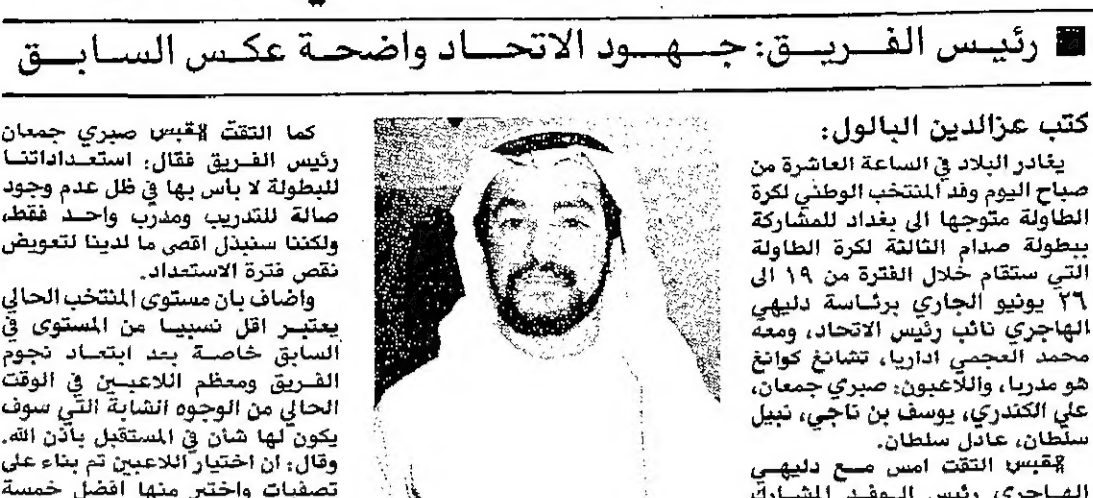 ■ رئيس الفريق: جهود الاتحاد واضحة عكس السابق
كتب عزالدين البالول:
يغادر البلاد في الساعة العاشرة من
صباح اليوم وفد المنتخب الوطني لكرة
الطاولة متوجها الى بغداد للمشاركة
ببطولة صدام الثالثة لكرة الطاولة
التي ستقام خلال الفترة من ١٩ الى
٢٦ يونيو الجاري برئاسة دليهي
الهاجري نائب رئيس الاتحاد، ومعه
محمد العجمي اداريا، تشانغ كوانغ
هو مدربا، واللاعبون: صبري جمعان،
علي الكندري، يوسف بن ناجي، نبيل
سلطان، عادل سلطان.
القبس التقت امس مع دليهي
الهاجري رئيس الوفد المشارك
كما التقت القبس صبري جمعان
رئيس الفريق فقال: استعداداتنا
للبطولة لا بأس بها في ظل عدم وجود
صالة للتدريب ومدرب واحد فقط،
ولكننا سنبذل اقصى ما لدينا لتعويض
نقص فترة الاستعداد.
واضاف بان مستوى المنتخب الحالي
يعتبر اقل نسبيا من المستوى في
السابق خاصة بعد ابتعاد نجوم
الفريق ومعظم اللاعبين في الوقت
الحالي من الوجوه الشابة التي سوف
يكون لها شأن في المستقبل بأذن الله.
وقال: ان اختيار اللاعبين تم بناء على
تصفيات واختير منها افضل خمسة